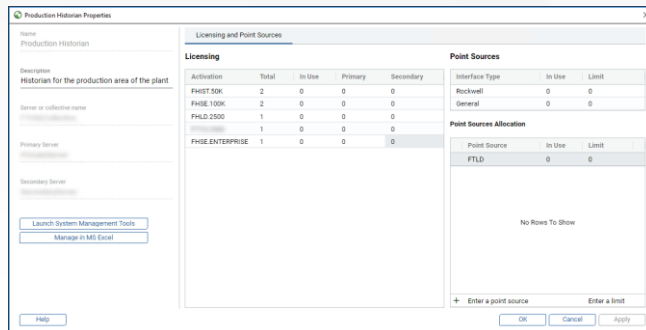 Production Historian Properties
Name
Production Historian
Description
Historian for the production area of the plant
Server or collective name
Primary Server
Secondary Server
Launch System Management Tools
Manage in MS Excel
Help
Licensing and Point Sources
Licensing
Activation Total In Use Primary Secondary
FHIST.50K 2 0 0 0
FHSE.100K 2 0 0 0
FHLD.2500 1 0 0 0
1 0 0 0
FHSE.ENTERPRISE 1 0 0 0
Point Sources
Interface Type In Use Limit
Rockwell 0 0
General 0 0
Point Sources Allocation
Point Source In Use Limit
FTLD 0 0
No Rows To Show
+ Enter a point source Enter a limit
OK Cancel Apply